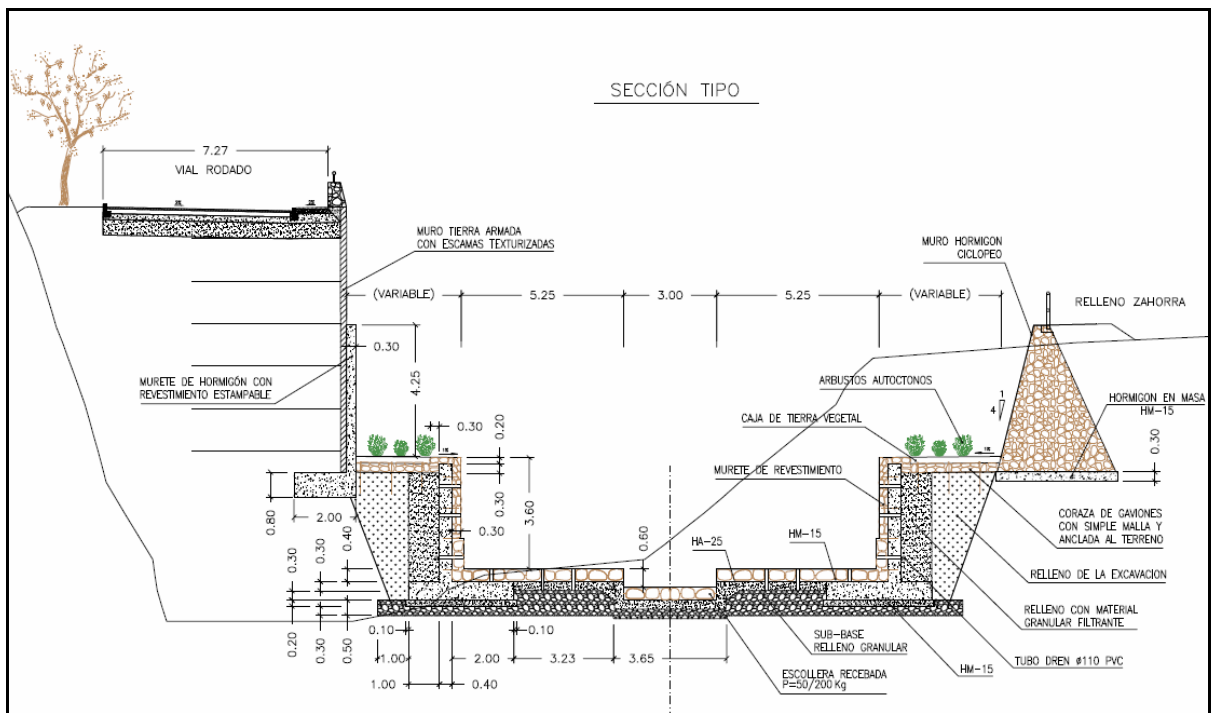 SECCIÓN TIPO
7.27
VIAL RODADO
MURO TIERRA ARMADA
CON ESCAMAS TEXTURIZADAS
MURO HORMIGON
CICLOPEO
(VARIABLE)
5.25
3.00
5.25
(VARIABLE)
RELLENO ZAHORRA
0.30
4.25
MURETE DE HORMIGÓN CON
REVESTIMIENTO ESTAMPABLE
ARBUSTOS AUTOCTONOS
1
4
HORMIGON EN MASA
HM-15
0.30
0.30
0.20
CAJA DE TIERRA VEGETAL
MURETE DE REVESTIMIENTO
0.80
2.00
0.30
3.60
0.30
0.60
HA-25
HM-15
CORAZA DE GAVIONES
CON SIMPLE MALLA Y
ANCLADA AL TERRENO
RELLENO DE LA EXCAVACION
0.30
0.30
0.40
0.20
0.30
0.50
0.10
0.10
1.00
2.00
3.23
3.65
1.00
0.40
RELLENO CON MATERIAL
GRANULAR FILTRANTE
SUB-BASE
RELLENO GRANULAR
TUBO DREN ø110 PVC
HM-15
ESCOLLERA RECEBADA
P=50/200 Kg